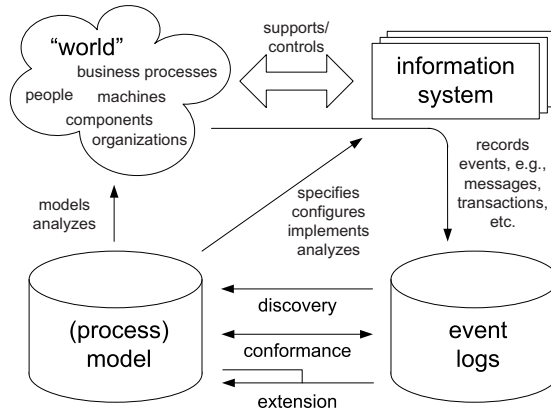 “world”
business processes
people
machines
components
organizations
supports/
controls
information
system
records
events, e.g.,
messages,
transactions,
etc.
models
analyzes
specifies
configures
implements
analyzes
(process)
model
discovery
conformance
extension
event
logs